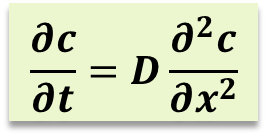 ∂c/∂t = D ∂²c/∂x²